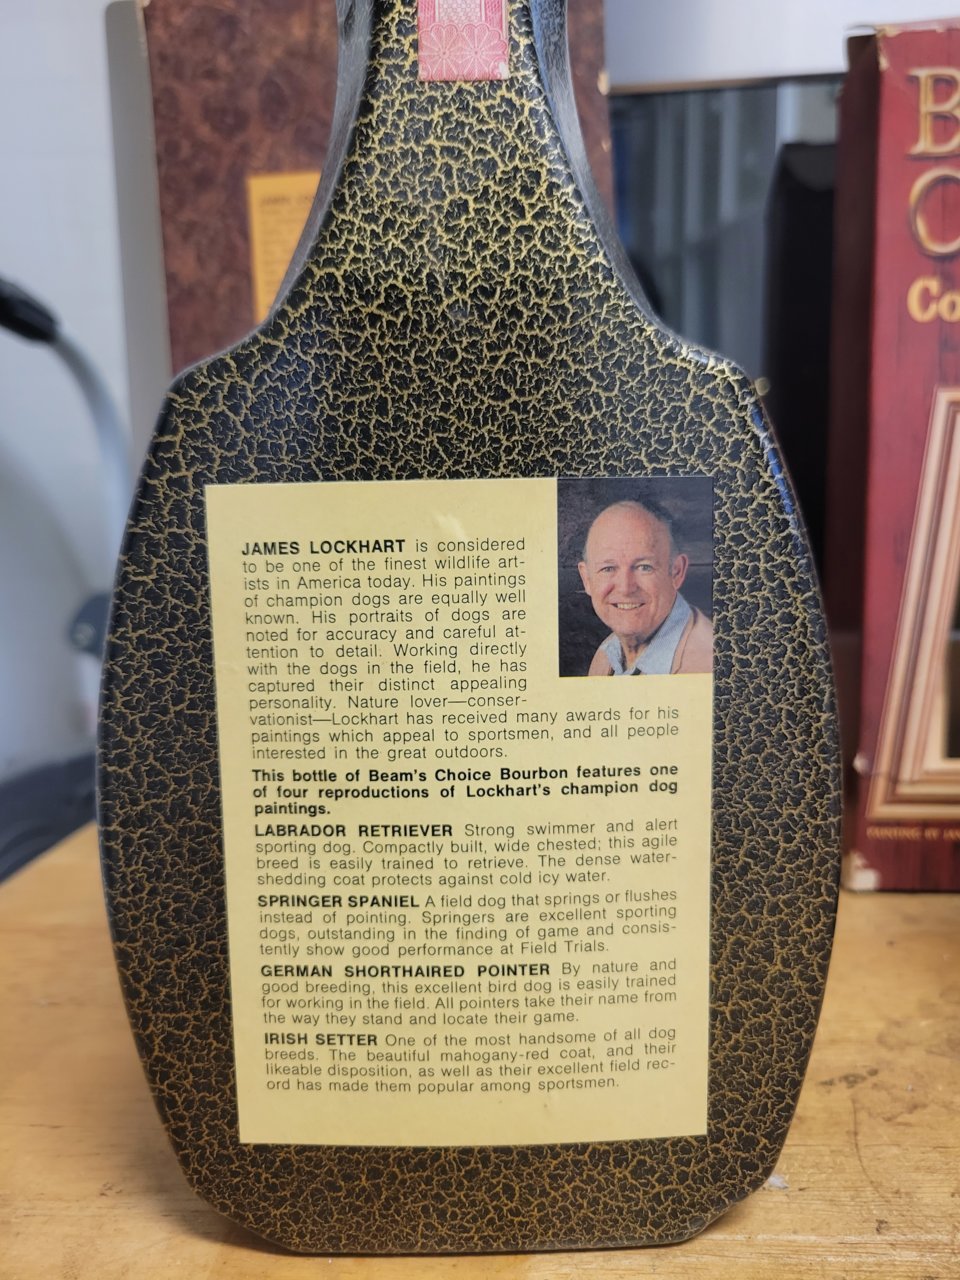 JAMES LOCKHART is considered
to be one of the finest wildlife art-
ists in America today. His paintings
of champion dogs are equally well
known. His portraits of dogs are
noted for accuracy and careful at-
tention to detail. Working directly
with the dogs in the field, he has
captured their distinct appealing
personality. Nature lover—conser-
vationist—Lockhart has received many awards for his
paintings which appeal to sportsmen, and all people
interested in the great outdoors.
This bottle of Beam's Choice Bourbon features one
of four reproductions of Lockhart's champion dog
paintings.
LABRADOR RETRIEVER Strong swimmer and alert
sporting dog. Compactly built, wide chested; this agile
breed is easily trained to retrieve. The dense water-
shedding coat protects against cold icy water.
SPRINGER SPANIEL A field dog that springs or flushes
instead of pointing. Springers are excellent sporting
dogs, outstanding in the finding of game and consis-
tently show good performance at Field Trials.
GERMAN SHORTHAIRED POINTER By nature and
good breeding, this excellent bird dog is easily trained
for working in the field. All pointers take their name from
the way they stand and locate their game.
IRISH SETTER One of the most handsome of all dog
breeds. The beautiful mahogany-red coat, and their
likeable disposition, as well as their excellent field rec-
ord has made them popular among sportsmen.
B
C
Co
PAINTING BY JA